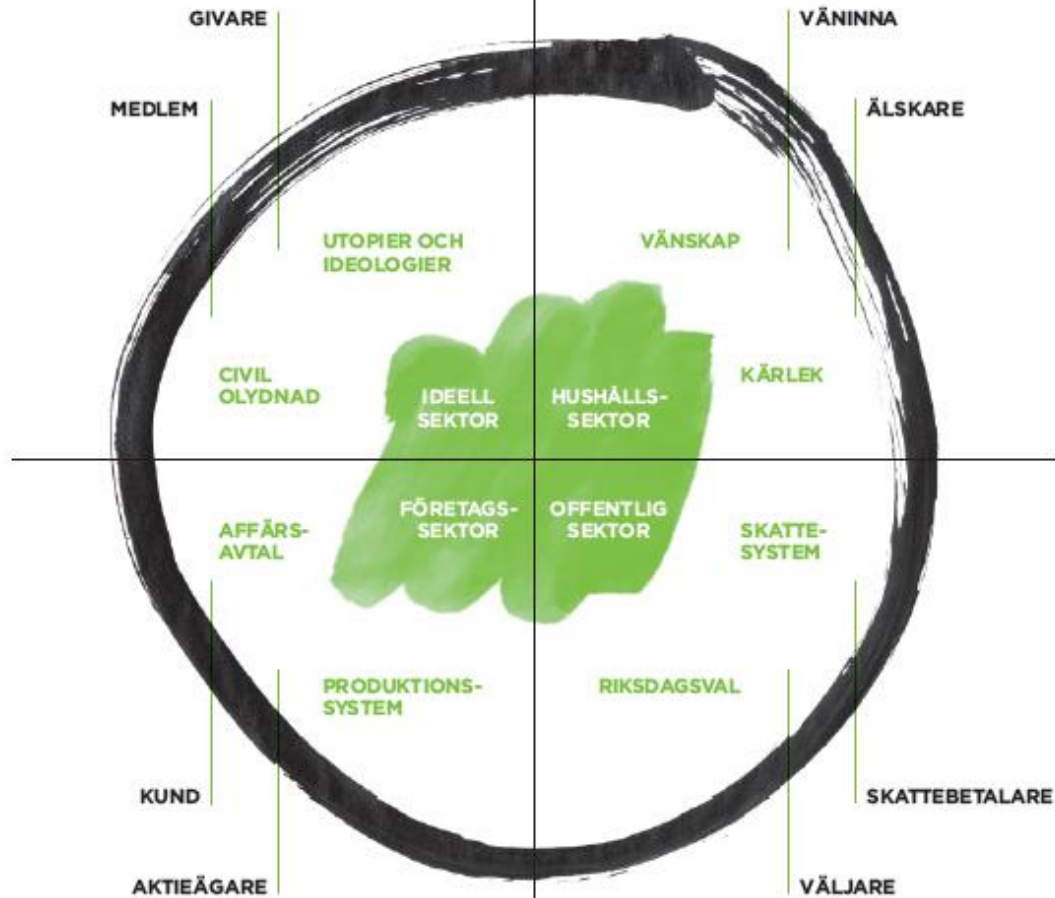 GIVARE
VÄNINNA
MEDLEM
ÄLSKARE
UTOPIER OCH
IDEOLOGIER
VÄNSKAP
CIVIL
OLYDNAD
IDEELL
SEKTOR
HUSHÅLLS-
SEKTOR
KÄRLEK
AFFÄRS-
AVTAL
FÖRETAGS-
SEKTOR
OFFENTLIG
SEKTOR
SKATTE-
SYSTEM
PRODUKTIONS-
SYSTEM
RIKSDAGSVAL
KUND
SKATTEBETALARE
AKTIEÄGARE
VÄLJARE